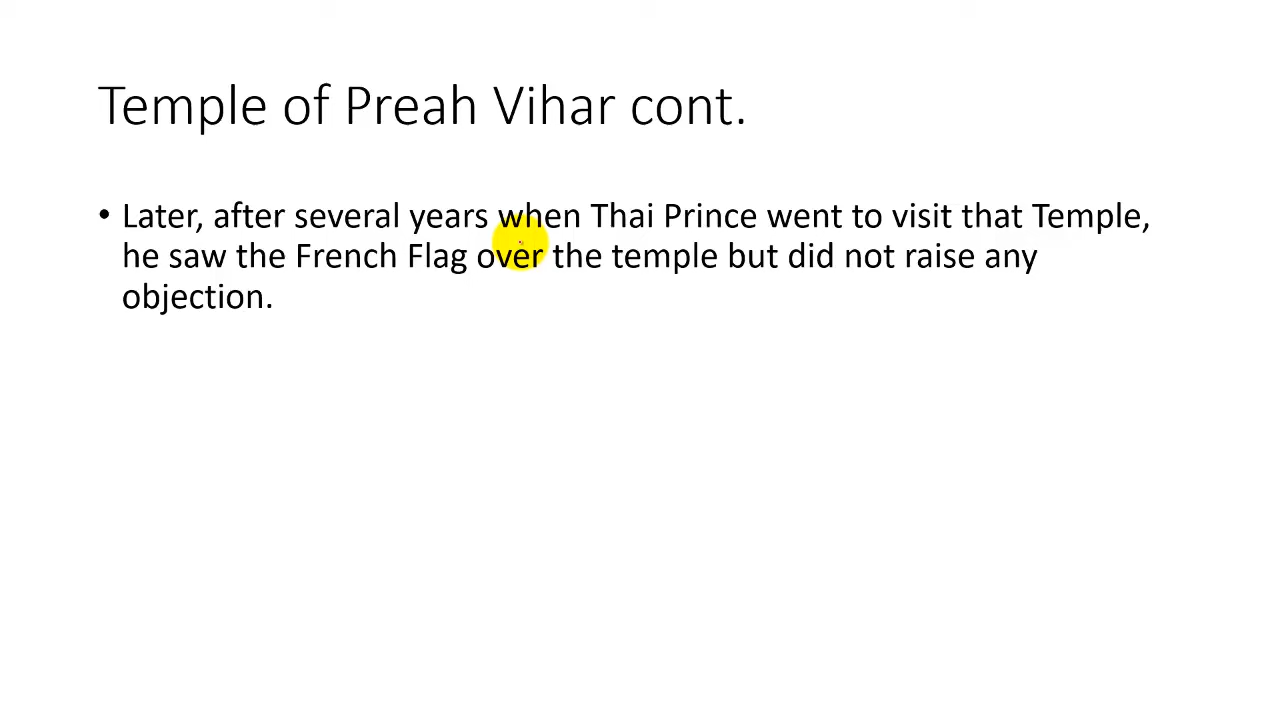 Temple of Preah Vihar cont.
• Later, after several years when Thai Prince went to visit that Temple,
he saw the French Flag over the temple but did not raise any
objection.